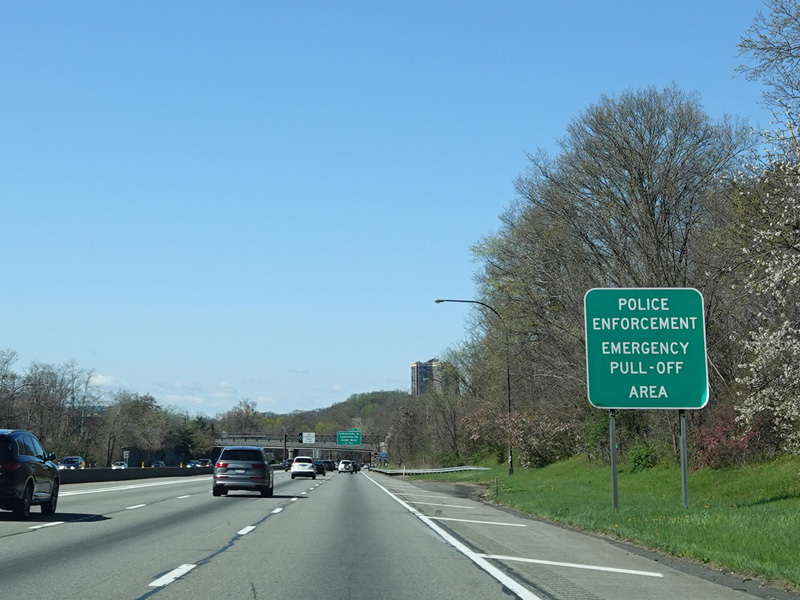 POLICE
ENFORCEMENT
EMERGENCY
PULL-OFF
AREA